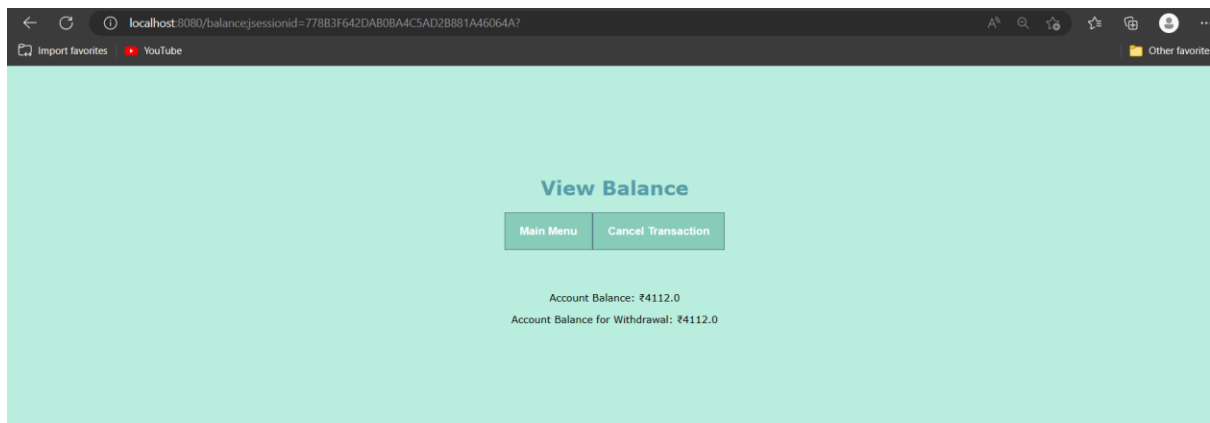 localhost:8080/balance;jsessionid=778B3F642DAB0BA4C5AD2B881A46064A?
Import favorites YouTube Other favorite
View Balance
Main Menu Cancel Transaction
Account Balance: ₹4112.0
Account Balance for Withdrawal: ₹4112.0